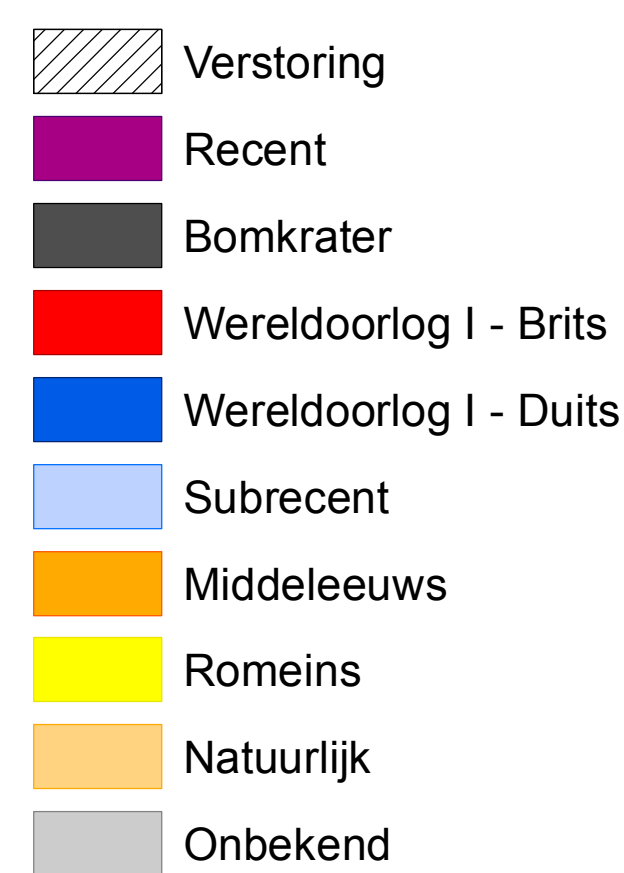 Verstoring
Recent
Bomkrater
Wereldoorlog I - Brits
Wereldoorlog I - Duits
Subrecent
Middeleeuws
Romeins
Natuurlijk
Onbekend